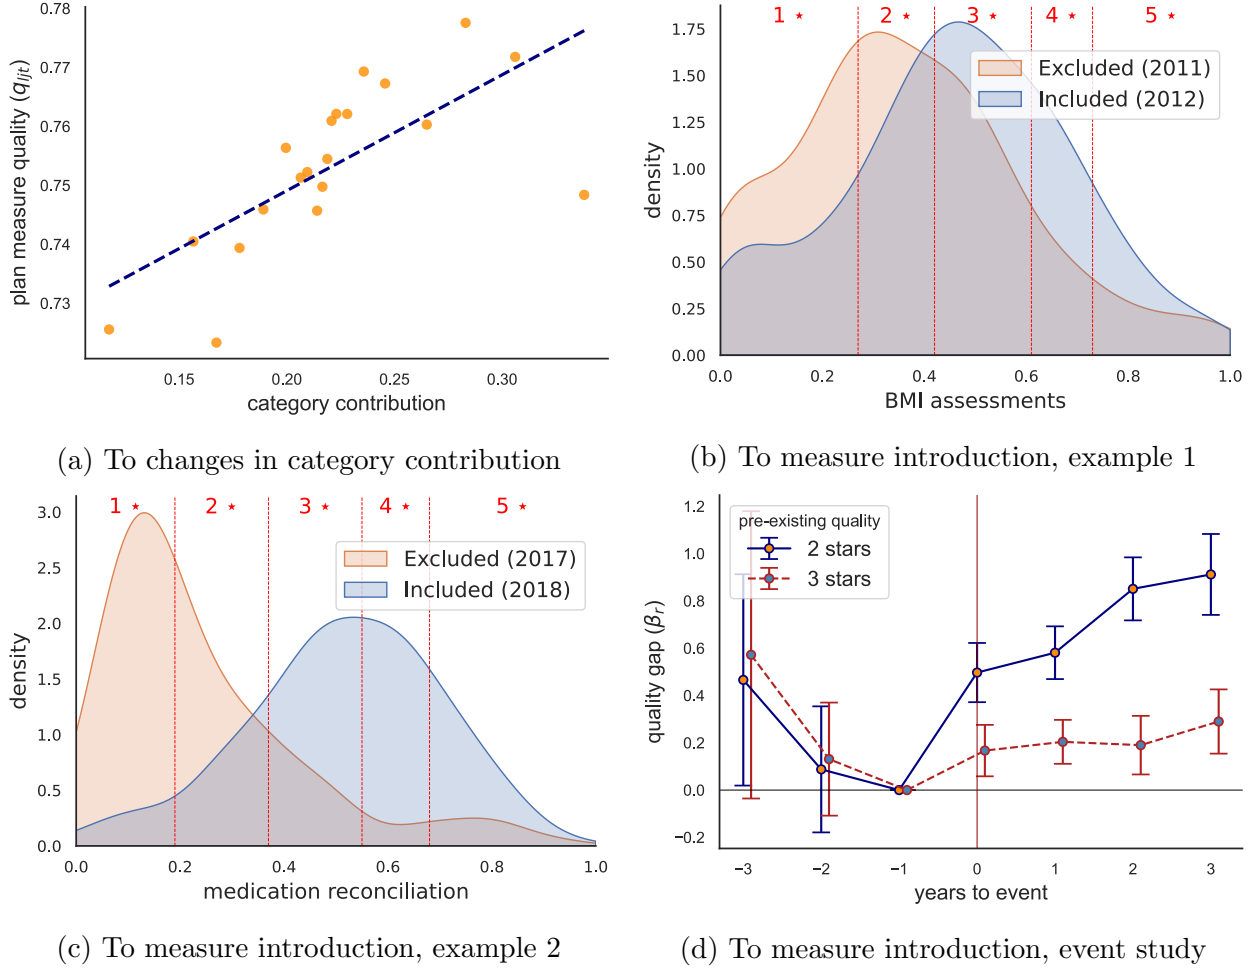 0.78
0.77
0.76
0.75
0.74
0.73
plan measure quality (qljt)
0.15 0.20 0.25 0.30
category contribution
(a) To changes in category contribution
1 ★ 2 ★ 3 ★ 4 ★ 5 ★
Excluded (2011)
Included (2012)
1.75
1.50
1.25
1.00
0.75
0.50
0.25
0.00
density
0.0 0.2 0.4 0.6 0.8 1.0
BMI assessments
(b) To measure introduction, example 1
1 ★ 2 ★ 3 ★ 4 ★ 5 ★
Excluded (2017)
Included (2018)
3.0
2.5
2.0
1.5
1.0
0.5
0.0
density
0.0 0.2 0.4 0.6 0.8 1.0
medication reconciliation
(c) To measure introduction, example 2
pre-existing quality
2 stars
3 stars
1.2
1.0
0.8
0.6
0.4
0.2
0.0
−0.2
quality gap (βr)
−3 −2 −1 0 1 2 3
years to event
(d) To measure introduction, event study